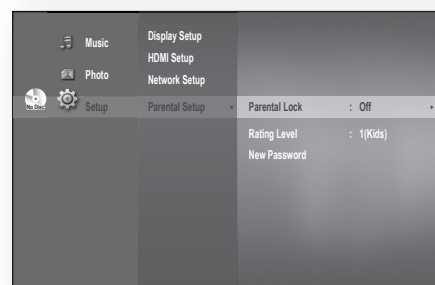 Music
Photo
No Disc
Setup
Display Setup
HDMI Setup
Network Setup
Parental Setup
Parental Lock : Off
Rating Level : 1(Kids)
New Password